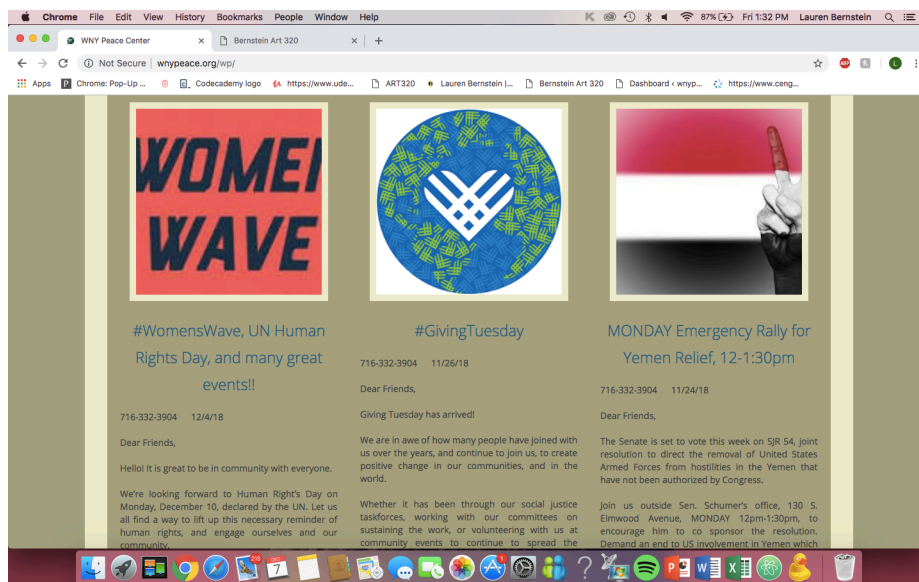 Chrome File Edit View History Bookmarks People Window Help 87% Fri 1:32 PM Lauren Bernstein
WNY Peace Center × Bernstein Art 320 × +
Not Secure | wnypeace.org/wp/
Apps Chrome: Pop-Up ... Codecademy logo https://www.ude... ART320 Lauren Bernstein |... Bernstein Art 320 Dashboard ‹ wnyp... https://www.ceng...
WOMEN
WAVE
#WomensWave, UN Human
Rights Day, and many great
events!!
716-332-3904 12/4/18
Dear Friends,
Hello! It is great to be in community with everyone.
We're looking forward to Human Right's Day on
Monday, December 10, declared by the UN. Let us
all find a way to lift up this necessary reminder of
human rights, and engage ourselves and our
community.
#GivingTuesday
716-332-3904 11/26/18
Dear Friends,
Giving Tuesday has arrived!
We are in awe of how many people have joined with
us over the years, and continue to join us, to create
positive change in our communities, and in the
world.
Whether it has been through our social justice
taskforces, working with our committees on
sustaining the work, or volunteering with us at
community events to continue to spread the
MONDAY Emergency Rally for
Yemen Relief, 12-1:30pm
716-332-3904 11/24/18
Dear Friends,
The Senate is set to vote this week on SJR 54, joint
resolution to direct the removal of United States
Armed Forces from hostilities in the Yemen that
have not been authorized by Congress.
Join us outside Sen. Schumer's office, 130 S.
Elmwood Avenue, MONDAY 12pm-1:30pm, to
encourage him to co sponsor the resolution.
Demand an end to US involvement in Yemen which